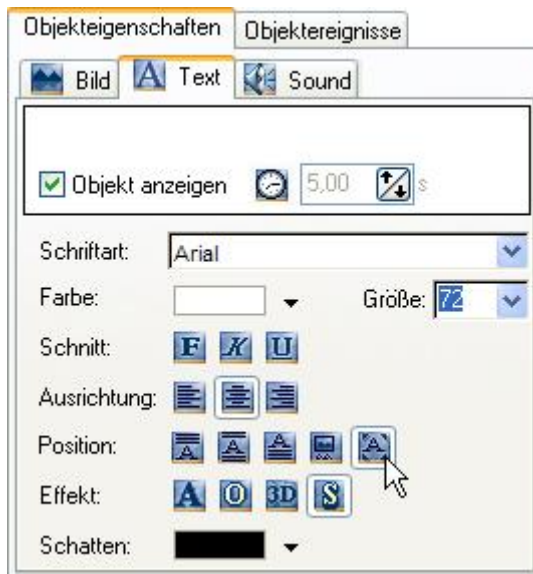 Objekteigenschaften Objektereignisse
Bild A Text Sound
Objekt anzeigen 5,00 s
Schriftart: Arial
Farbe: Größe: 72
Schnitt: F K U
Ausrichtung:
Position: A A A A
Effekt: A O 3D S
Schatten: